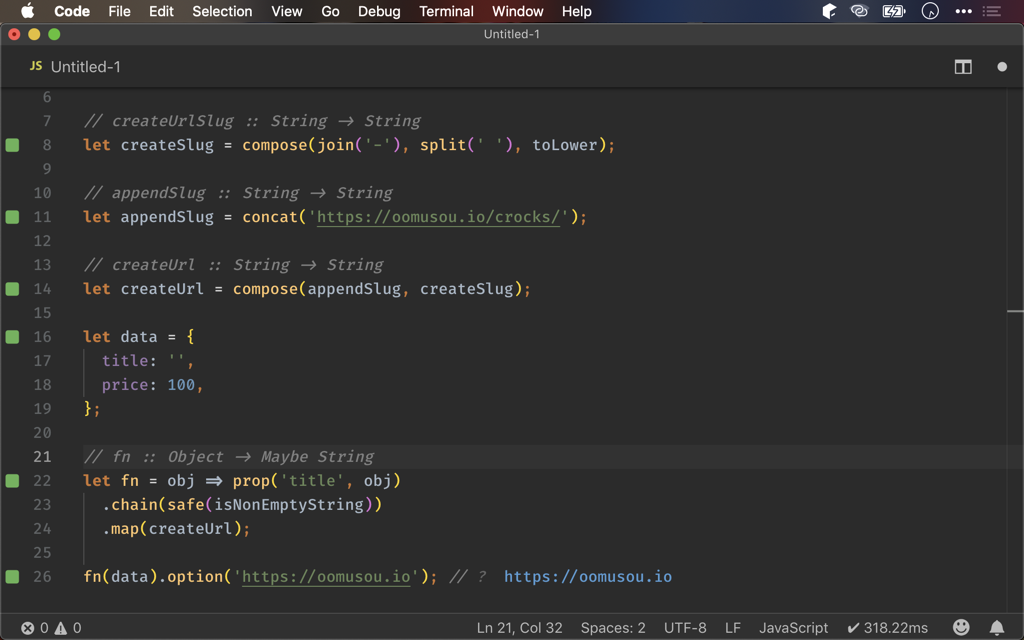 Code File Edit Selection View Go Debug Terminal Window Help
Untitled-1
JS Untitled-1
6
7 // createUrlSlug :: String -> String
8 let createSlug = compose(join('-'), split(' '), toLower);
9
10 // appendSlug :: String -> String
11 let appendSlug = concat('https://oomusou.io/crocks/');
12
13 // createUrl :: String -> String
14 let createUrl = compose(appendSlug, createSlug);
15
16 let data = {
17 title: '',
18 price: 100,
19 };
20
21 // fn :: Object -> Maybe String
22 let fn = obj => prop('title', obj)
23 .chain(safe(isNonEmptyString))
24 .map(createUrl);
25
26 fn(data).option('https://oomusou.io'); // ? https://oomusou.io
0 0 Ln 21, Col 32 Spaces: 2 UTF-8 LF JavaScript ✔ 318.22ms